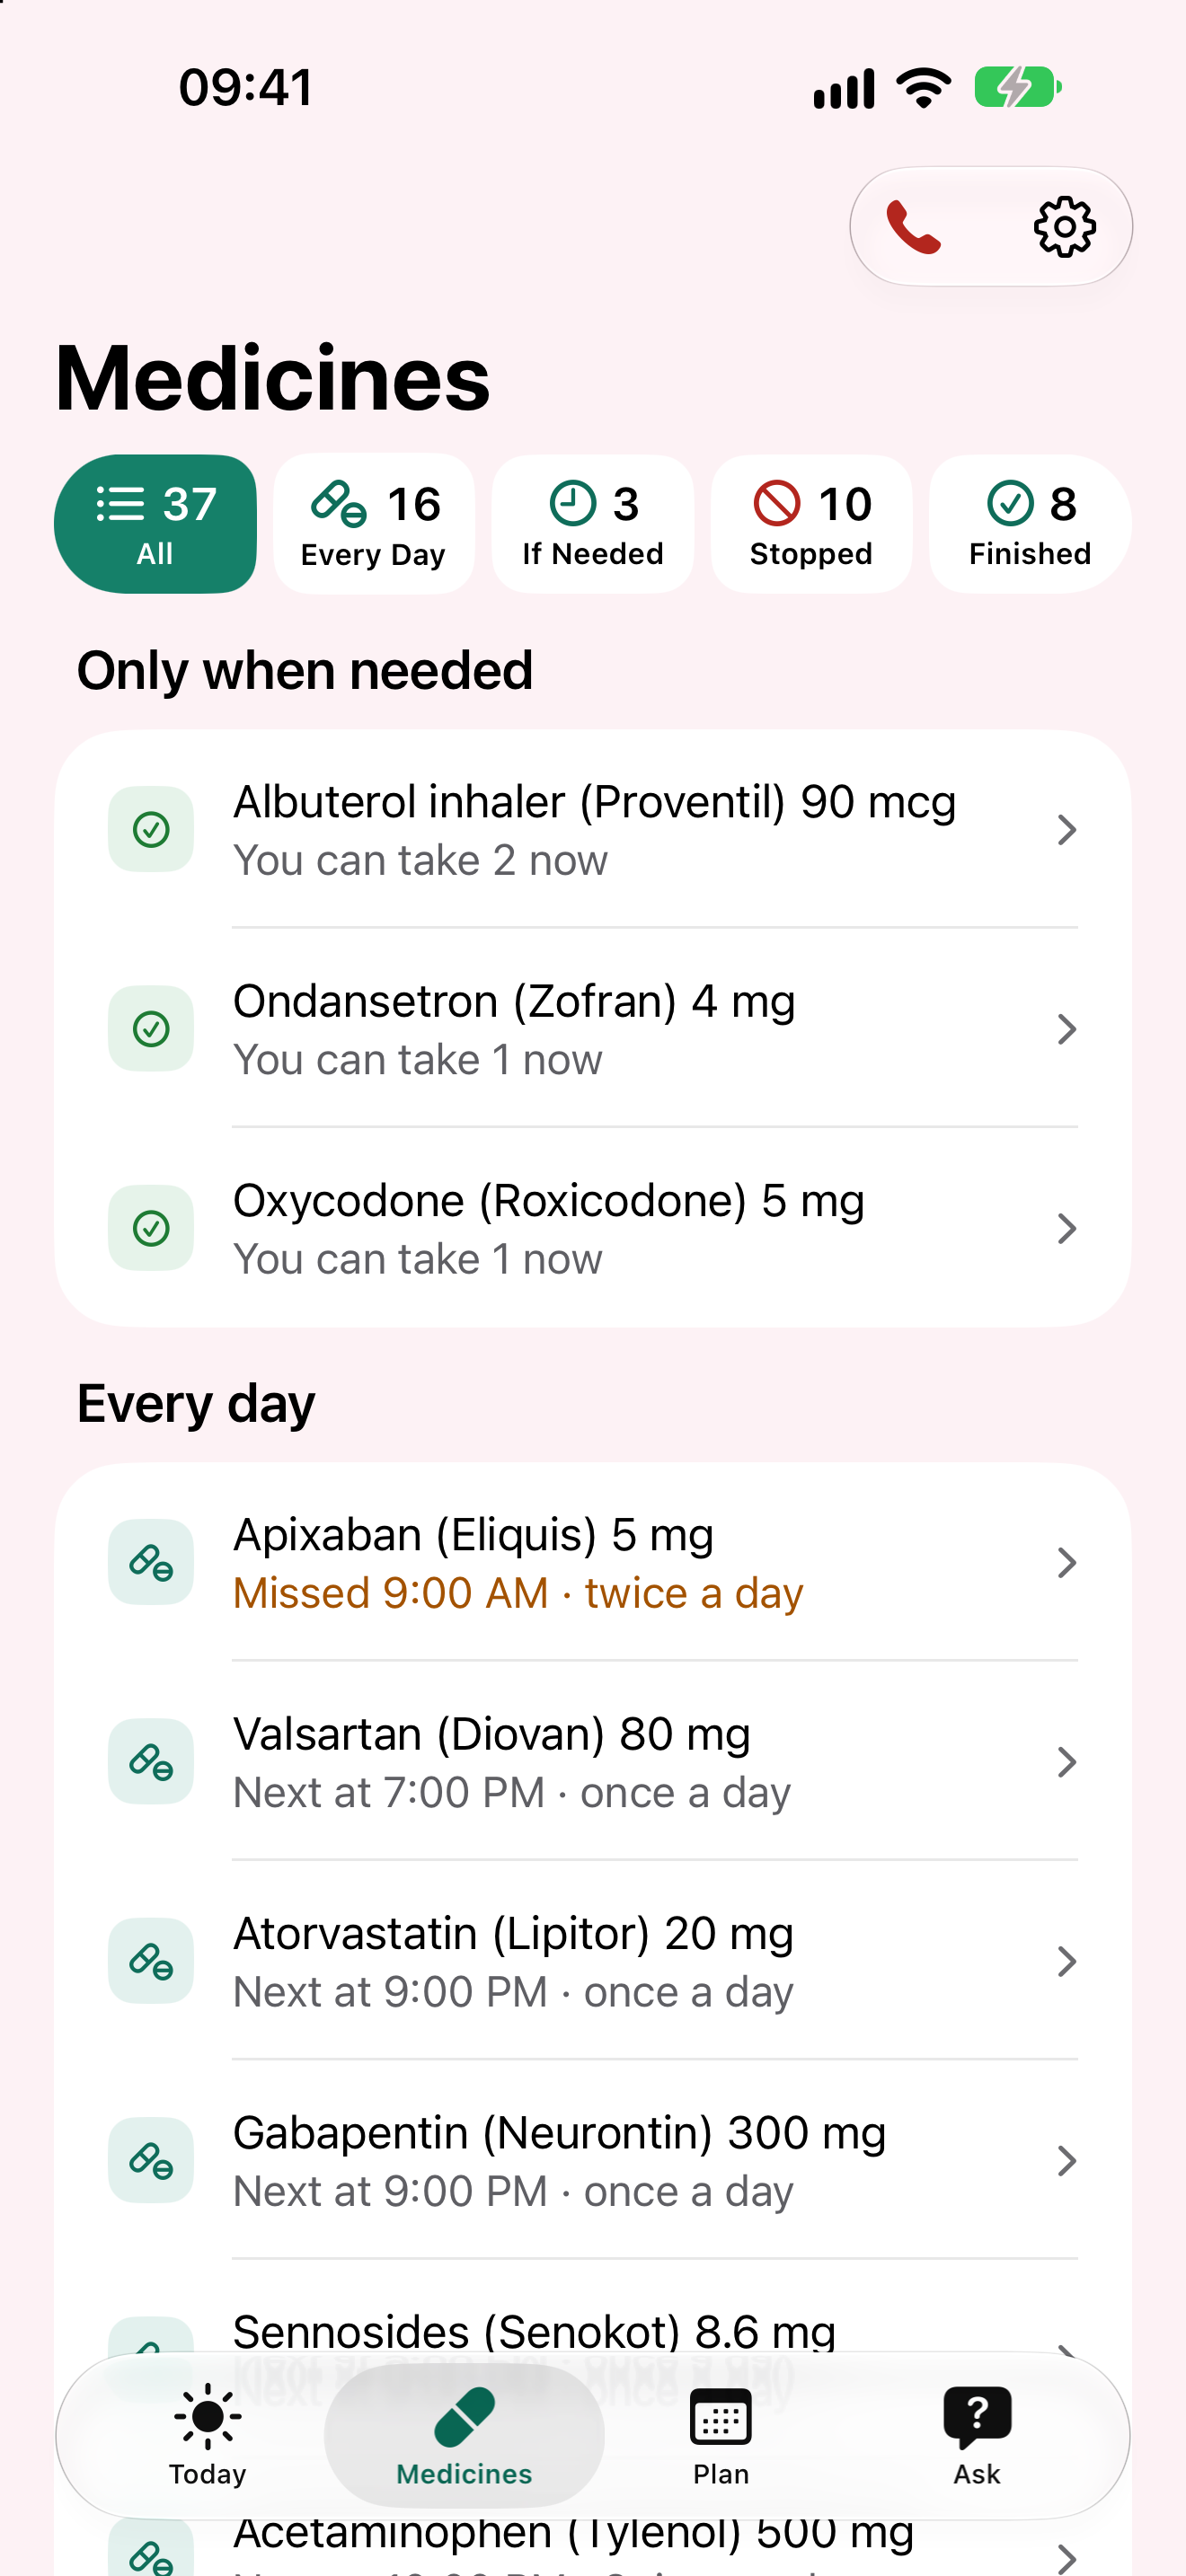 09:41
Medicines
37
All
16
Every Day
3
If Needed
10
Stopped
8
Finished
Only when needed
Albuterol inhaler (Proventil) 90 mcg
You can take 2 now
Ondansetron (Zofran) 4 mg
You can take 1 now
Oxycodone (Roxicodone) 5 mg
You can take 1 now
Every day
Apixaban (Eliquis) 5 mg
Missed 9:00 AM · twice a day
Valsartan (Diovan) 80 mg
Next at 7:00 PM · once a day
Atorvastatin (Lipitor) 20 mg
Next at 9:00 PM · once a day
Gabapentin (Neurontin) 300 mg
Next at 9:00 PM · once a day
Sennosides (Senokot) 8.6 mg
Today
Medicines
Plan
Ask
Acetaminophen (Tylenol) 500 mg